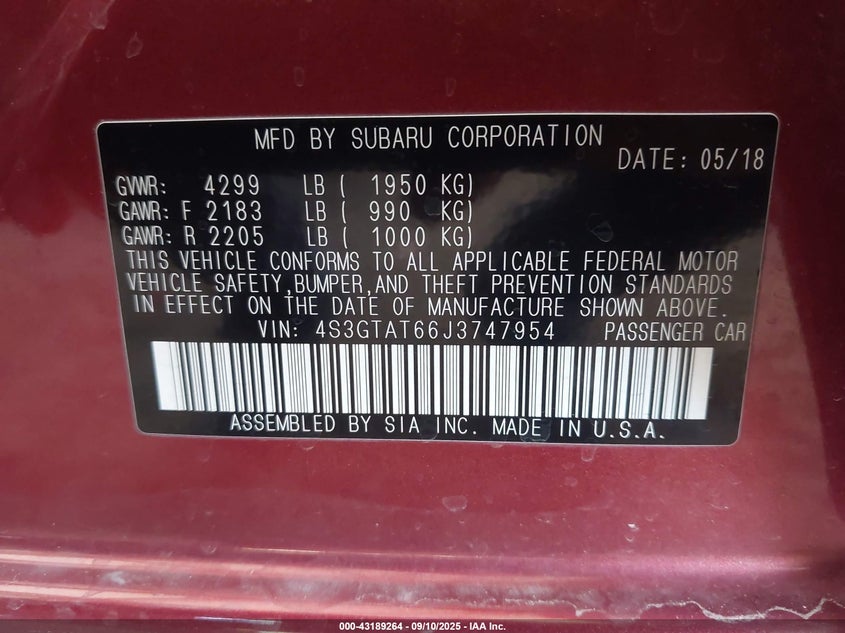 MFD BY SUBARU CORPORATION
DATE: 05/18
GVWR: 4299 LB ( 1950 KG)
GAWR: F 2183 LB ( 990 KG)
GAWR: R 2205 LB ( 1000 KG)
THIS VEHICLE CONFORMS TO ALL APPLICABLE FEDERAL MOTOR
VEHICLE SAFETY,BUMPER,AND THEFT PREVENTION STANDARDS
IN EFFECT ON THE DATE OF MANUFACTURE SHOWN ABOVE.
VIN: 4S3GTAT66J3747954 PASSENGER CAR
ASSEMBLED BY SIA INC. MADE IN U.S.A.
000-43189264 - 09/10/2025 - IAA Inc.